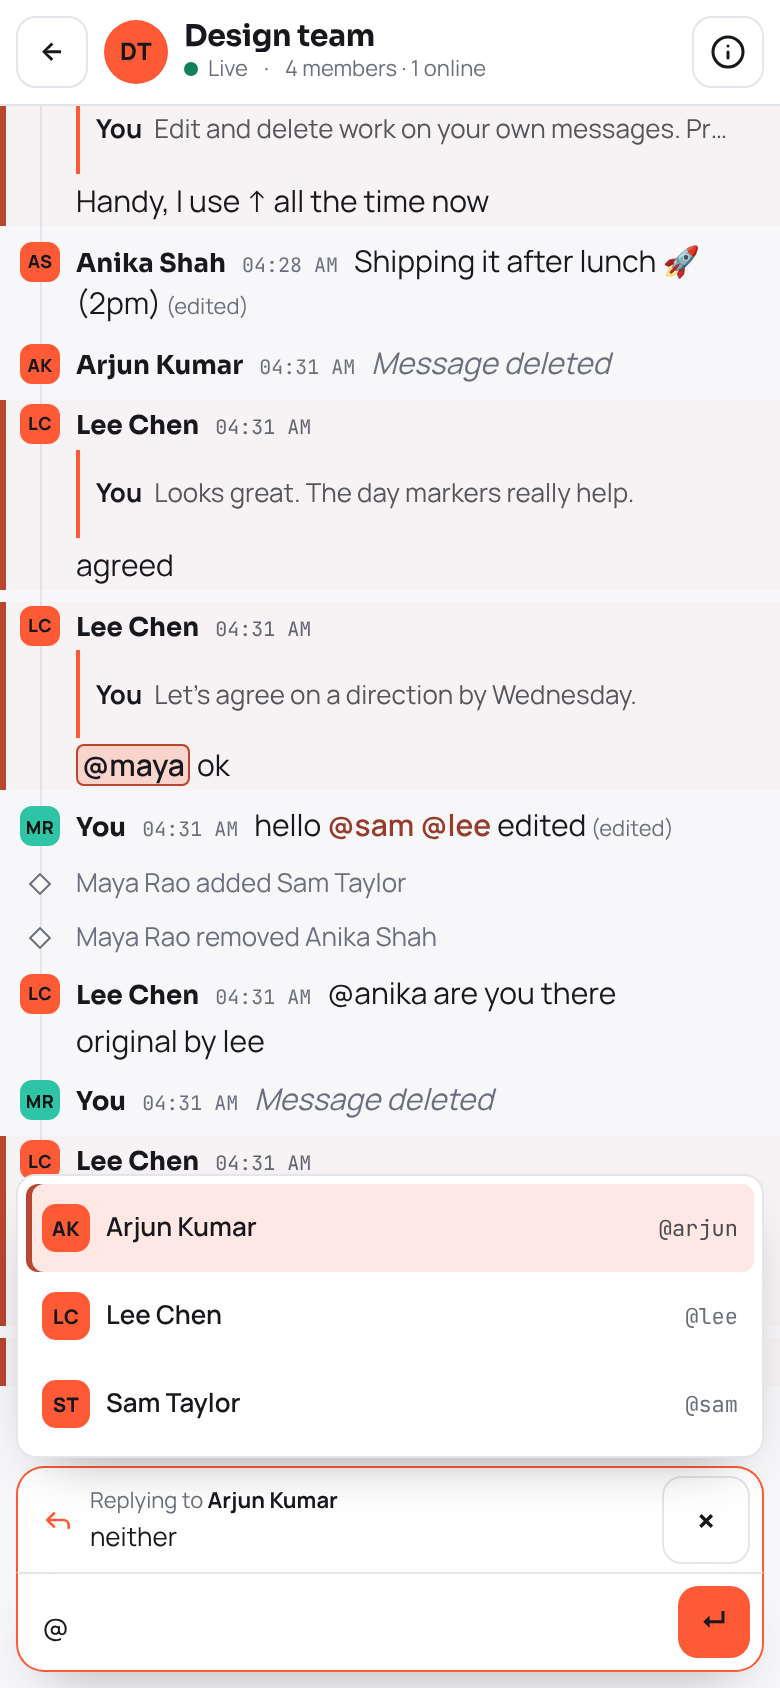 DT
Design team
Live · 4 members · 1 online
You Edit and delete work on your own messages. Pr...
Handy, I use ↑ all the time now
AS Anika Shah 04:28 AM Shipping it after lunch 🚀
(2pm) (edited)
AK Arjun Kumar 04:31 AM Message deleted
LC Lee Chen 04:31 AM
You Looks great. The day markers really help.
agreed
LC Lee Chen 04:31 AM
You Let's agree on a direction by Wednesday.
@maya ok
MR You 04:31 AM hello @sam @lee edited (edited)
Maya Rao added Sam Taylor
Maya Rao removed Anika Shah
LC Lee Chen 04:31 AM @anika are you there
original by lee
MR You 04:31 AM Message deleted
LC Lee Chen 04:31 AM
AK Arjun Kumar @arjun
LC Lee Chen @lee
ST Sam Taylor @sam
Replying to Arjun Kumar
neither
@